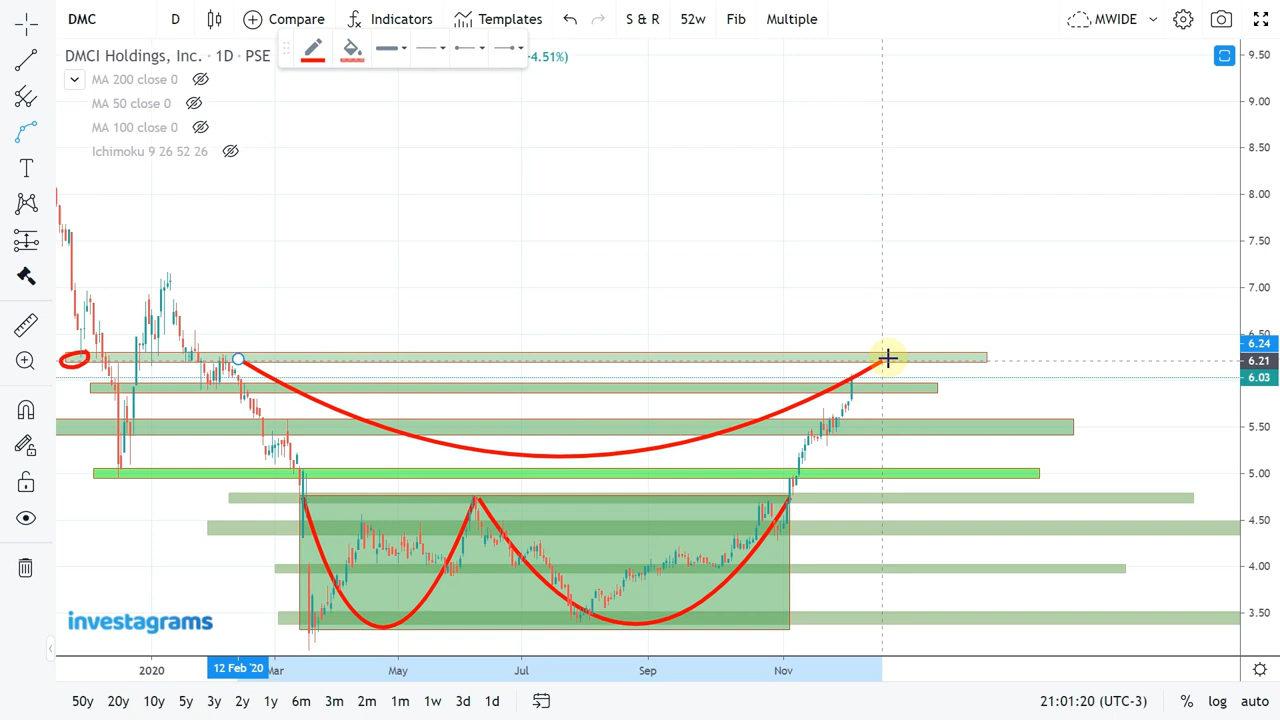 DMC D Compare Indicators Templates S & R 52w Fib Multiple MWIDE
DMCI Holdings, Inc. · 1D · PSE -4.51%)
MA 200 close 0
MA 50 close 0
MA 100 close 0
Ichimoku 9 26 52 26
9.50
9.00
8.50
8.00
7.50
7.00
6.50
6.24
6.21
6.03
5.50
5.00
4.50
4.00
3.50
investagrams
2020 12 Feb '20 Mar May Jul Sep Nov
50y 20y 10y 5y 3y 2y 1y 6m 3m 2m 1m 1w 3d 1d 21:01:20 (UTC-3) % log auto